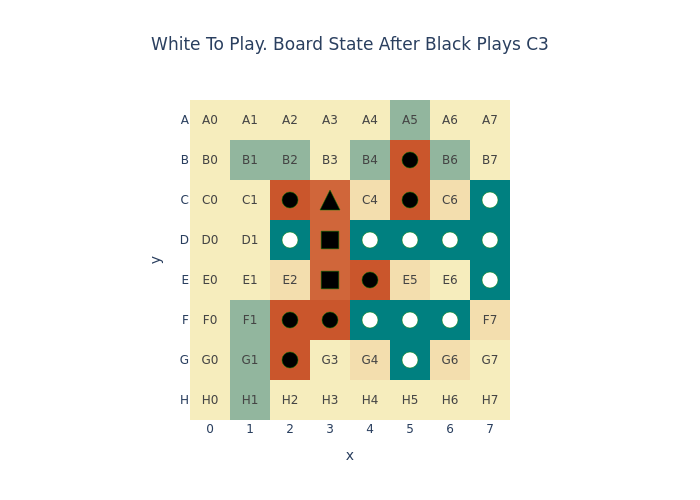 White To Play. Board State After Black Plays C3
A A0 A1 A2 A3 A4 A5 A6 A7
B B0 B1 B2 B3 B4 B6 B7
C C0 C1 C4 C6
D D0 D1
E E0 E1 E2 E5 E6
F F0 F1 F7
G G0 G1 G3 G4 G6 G7
H H0 H1 H2 H3 H4 H5 H6 H7
0 1 2 3 4 5 6 7
x
y